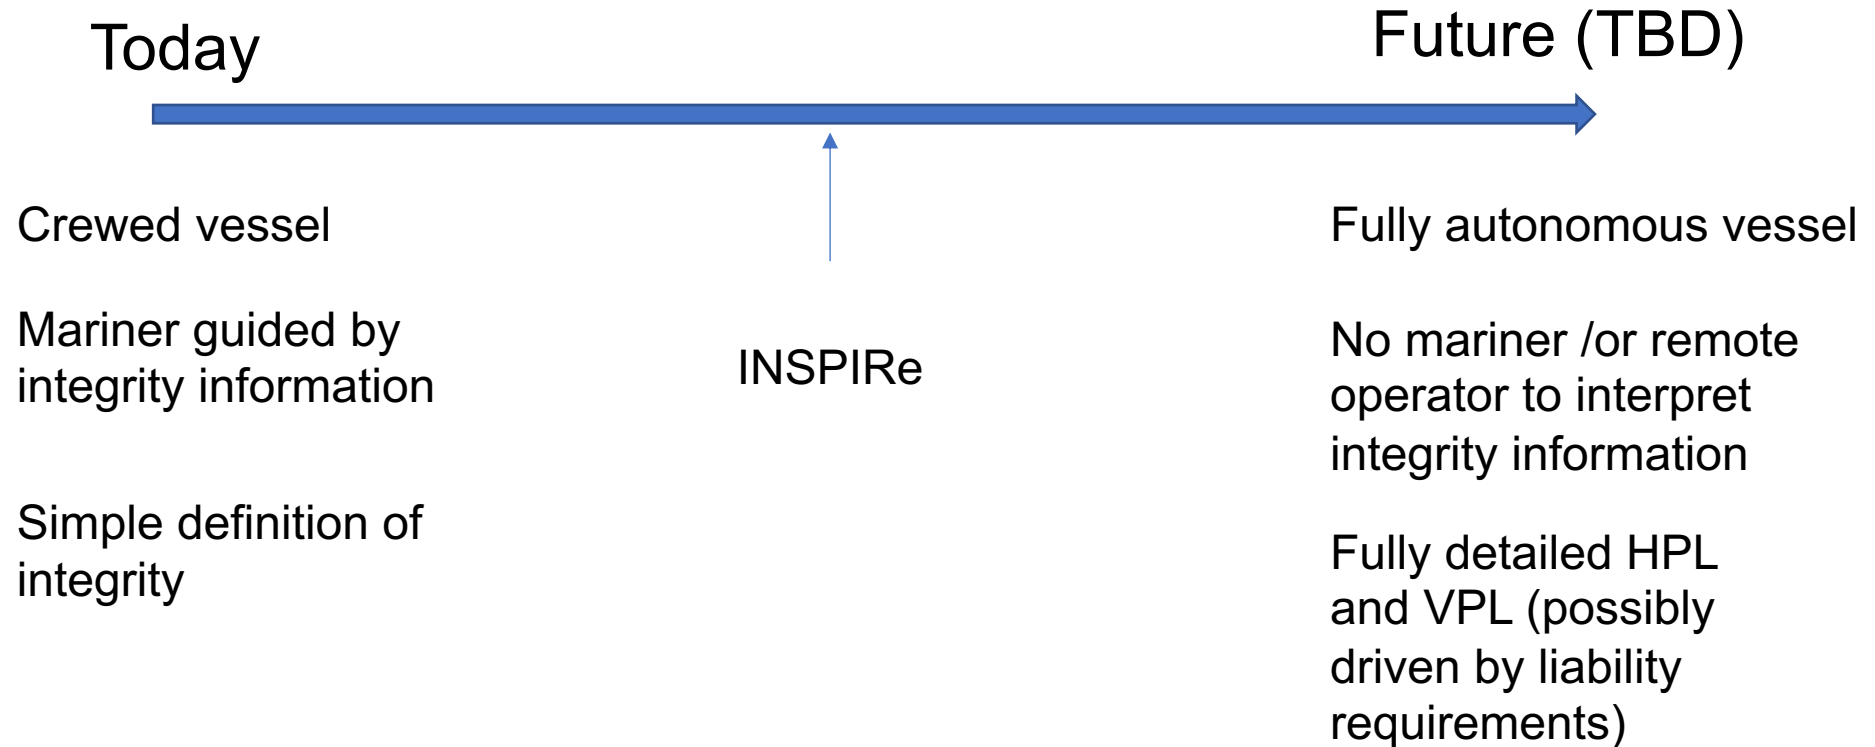 Today
Future (TBD)
Crewed vessel
Mariner guided by
integrity information
Simple definition of
integrity
INSPIRe
Fully autonomous vessel
No mariner /or remote
operator to interpret
integrity information
Fully detailed HPL
and VPL (possibly
driven by liability
requirements)